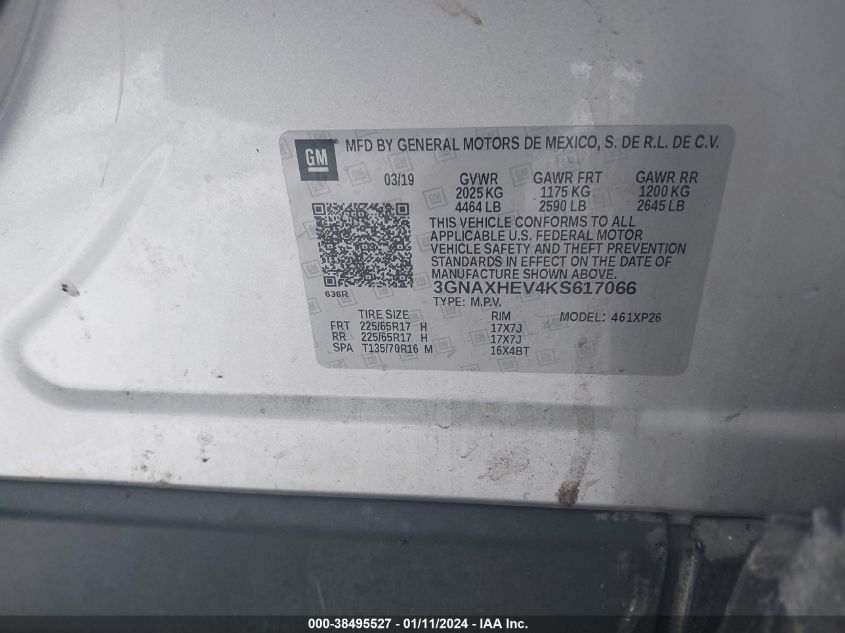 GM MFD BY GENERAL MOTORS DE MEXICO, S. DE R.L. DE C.V.
03/19 GVWR GAWR FRT GAWR RR
2025 KG 1175 KG 1200 KG
4464 LB 2590 LB 2645 LB
THIS VEHICLE CONFORMS TO ALL
APPLICABLE U.S. FEDERAL MOTOR
VEHICLE SAFETY AND THEFT PREVENTION
STANDARDS IN EFFECT ON THE DATE OF
MANUFACTURE SHOWN ABOVE.
638R 3GNAXHEV4KS617066
TYPE: M.P.V.
TIRE SIZE RIM MODEL: 461XP26
FRT 225/65R17 H 17X7J
RR 225/65R17 H 17X7J
SPA T135/70R16 M 16X4BT
000-38495527 - 01/11/2024 - IAA Inc.